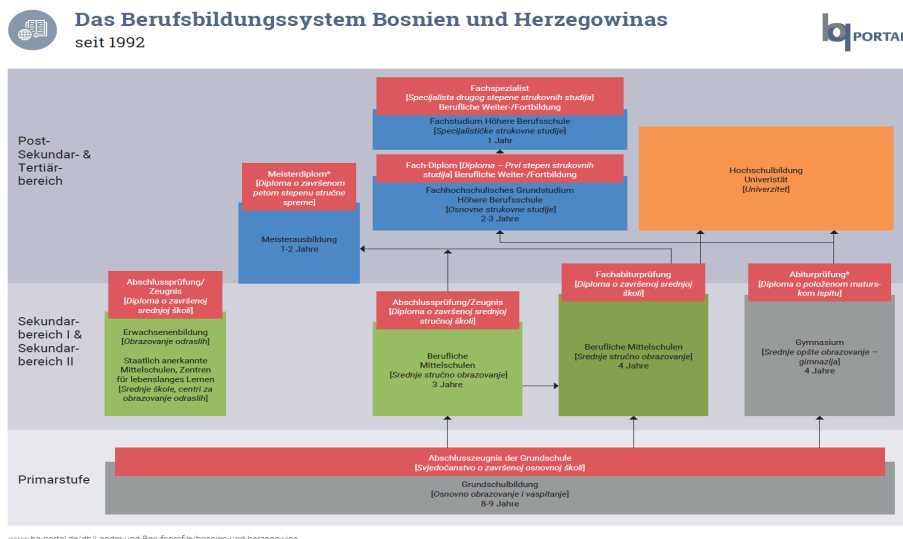 Das Berufsbildungssystem Bosnien und Herzegowinas
seit 1992
bq PORTAL
Post-
Sekundar- &
Tertiär-
bereich
Fachspezialist
[Specijalista drugog stepene strukovnih studija]
Berufliche Weiter-/Fortbildung
Fachstudium Höhere Berufsschule
[Specijalističke strukovne studije]
1 Jahr
Fach-Diplom [Diploma – Prvi stepen strukovnih
studija] Berufliche Weiter-/Fortbildung
Fachhochschulisches Grundstudium
Höhere Berufsschule
[Osnovne strukovne studije]
2-3 Jahre
Meisterdiplom*
[Diploma o završenom
petom stepenu stručne
spreme]
Meisterausbildung
1-2 Jahre
Hochschulbildung
Univeristät
[Univerzitet]
Sekundar-
bereich I &
Sekundar-
bereich II
Abschlussprüfung/
Zeugnis
[Diploma o završenoj
srednjoj školi]
Erwachsenenbildung
[Obrazovanje odraslih]
Staatlich anerkannte
Mittelschulen, Zentren
für lebenslanges Lernen
[Srednje škole, centri za
obrazovanje odraslih]
Abschlussprüfung/Zeugnis
[Diploma o završenoj srednjoj
stručnoj školi]
Berufliche
Mittelschulen
[Srednje stručno obrazovanje]
3 Jahre
Fachabiturprüfung
[Diploma o završenoj srednjoj
školi]
Berufliche Mittelschulen
[Srednje stručno obrazovanje]
4 Jahre
Abiturprüfung*
[Diploma o položenom maturs-
kom ispitu]
Gymnasium
[Srednje opšte obrazovanje –
gimnazija]
4 Jahre
Primarstufe
Abschlusszeugnis der Grundschule
[Svjedočanstvo o završenoj osnovnoj školi]
Grundschulbildung
[Osnovno obrazovanje i vaspitanje]
8-9 Jahre